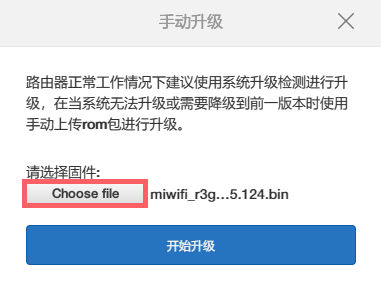 手动升级
路由器正常工作情况下建议使用系统升级检测进行升
级，在当系统无法升级或需要降级到前一版本时使用
手动上传rom包进行升级。
请选择固件:
Choose file miwifi_r3g...5.124.bin
开始升级